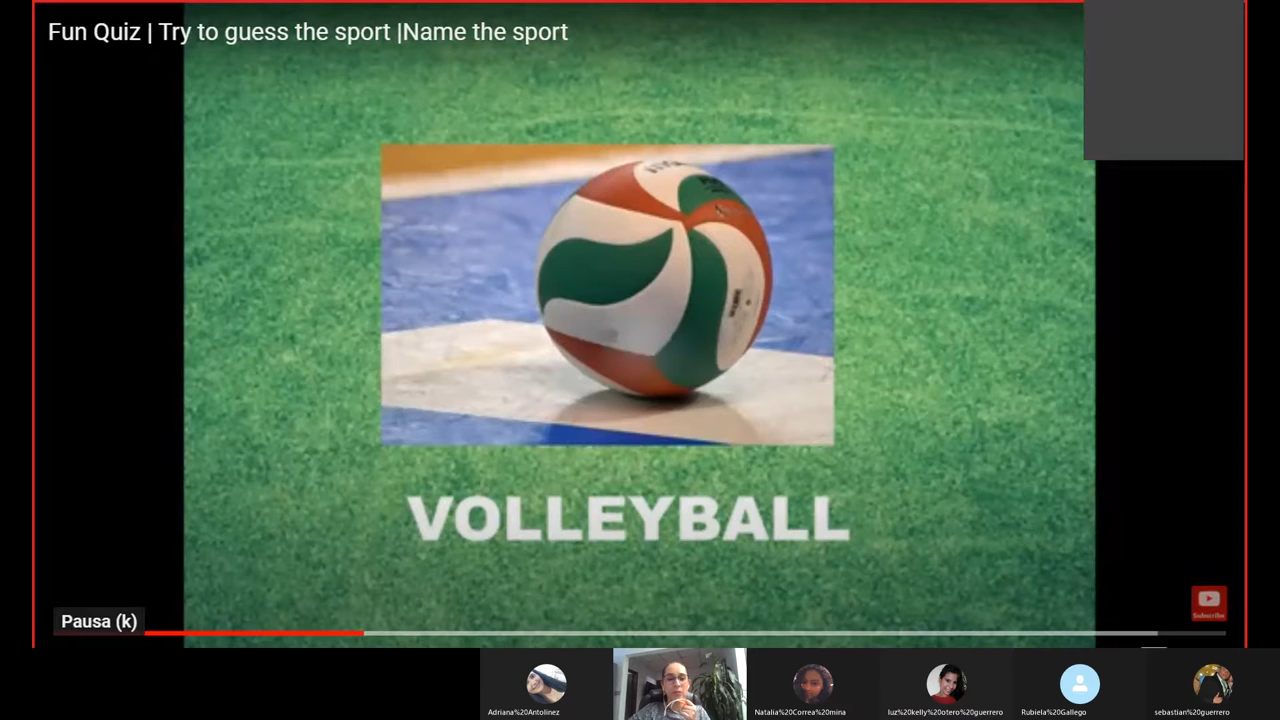 Fun Quiz | Try to guess the sport |Name the sport
VOLLEYBALL
Pausa (k)
Subscribe
Adriana%20Antolinez
Natalia%20Correa%20mina
luz%20kelly%20otero%20guerrero
Rubiela%20Gallego
sebastian%20guerrero